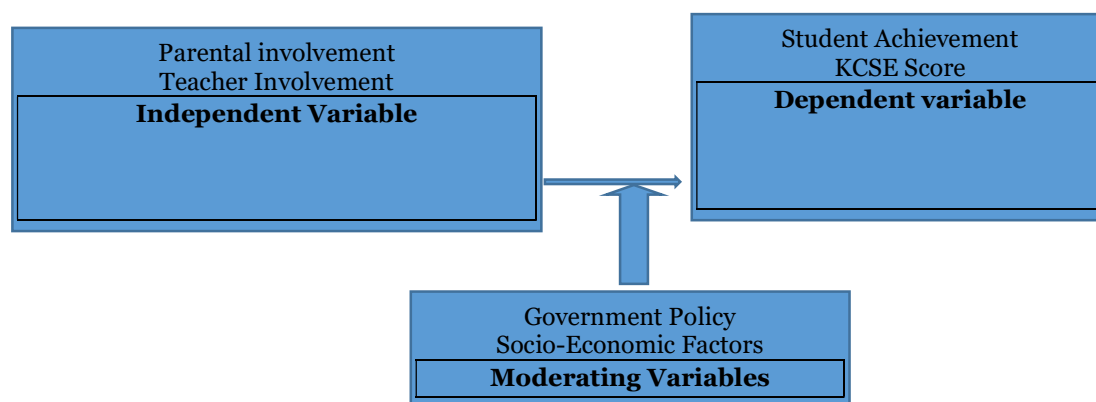 Parental involvement
Teacher Involvement
Independent Variable
Student Achievement
KCSE Score
Dependent variable
Government Policy
Socio-Economic Factors
Moderating Variables